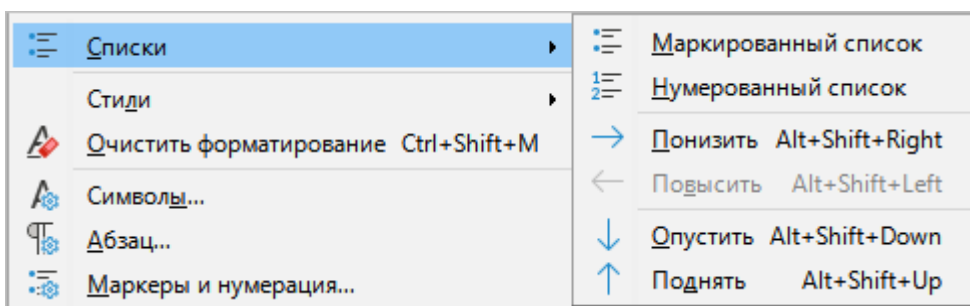 Списки
Стили
Очистить форматирование Ctrl+Shift+M
Символы...
Абзац...
Маркеры и нумерация...
Маркированный список
Нумерованный список
Понизить Alt+Shift+Right
Повысить Alt+Shift+Left
Опустить Alt+Shift+Down
Поднять Alt+Shift+Up